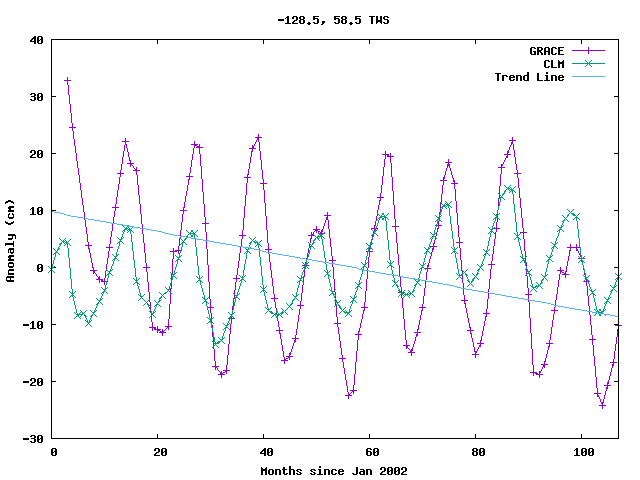 -128.5, 58.5 TWS
GRACE
CLM
Trend Line
40
30
20
10
0
-10
-20
-30
Anomaly (cm)
0 20 40 60 80 100
Months since Jan 2002